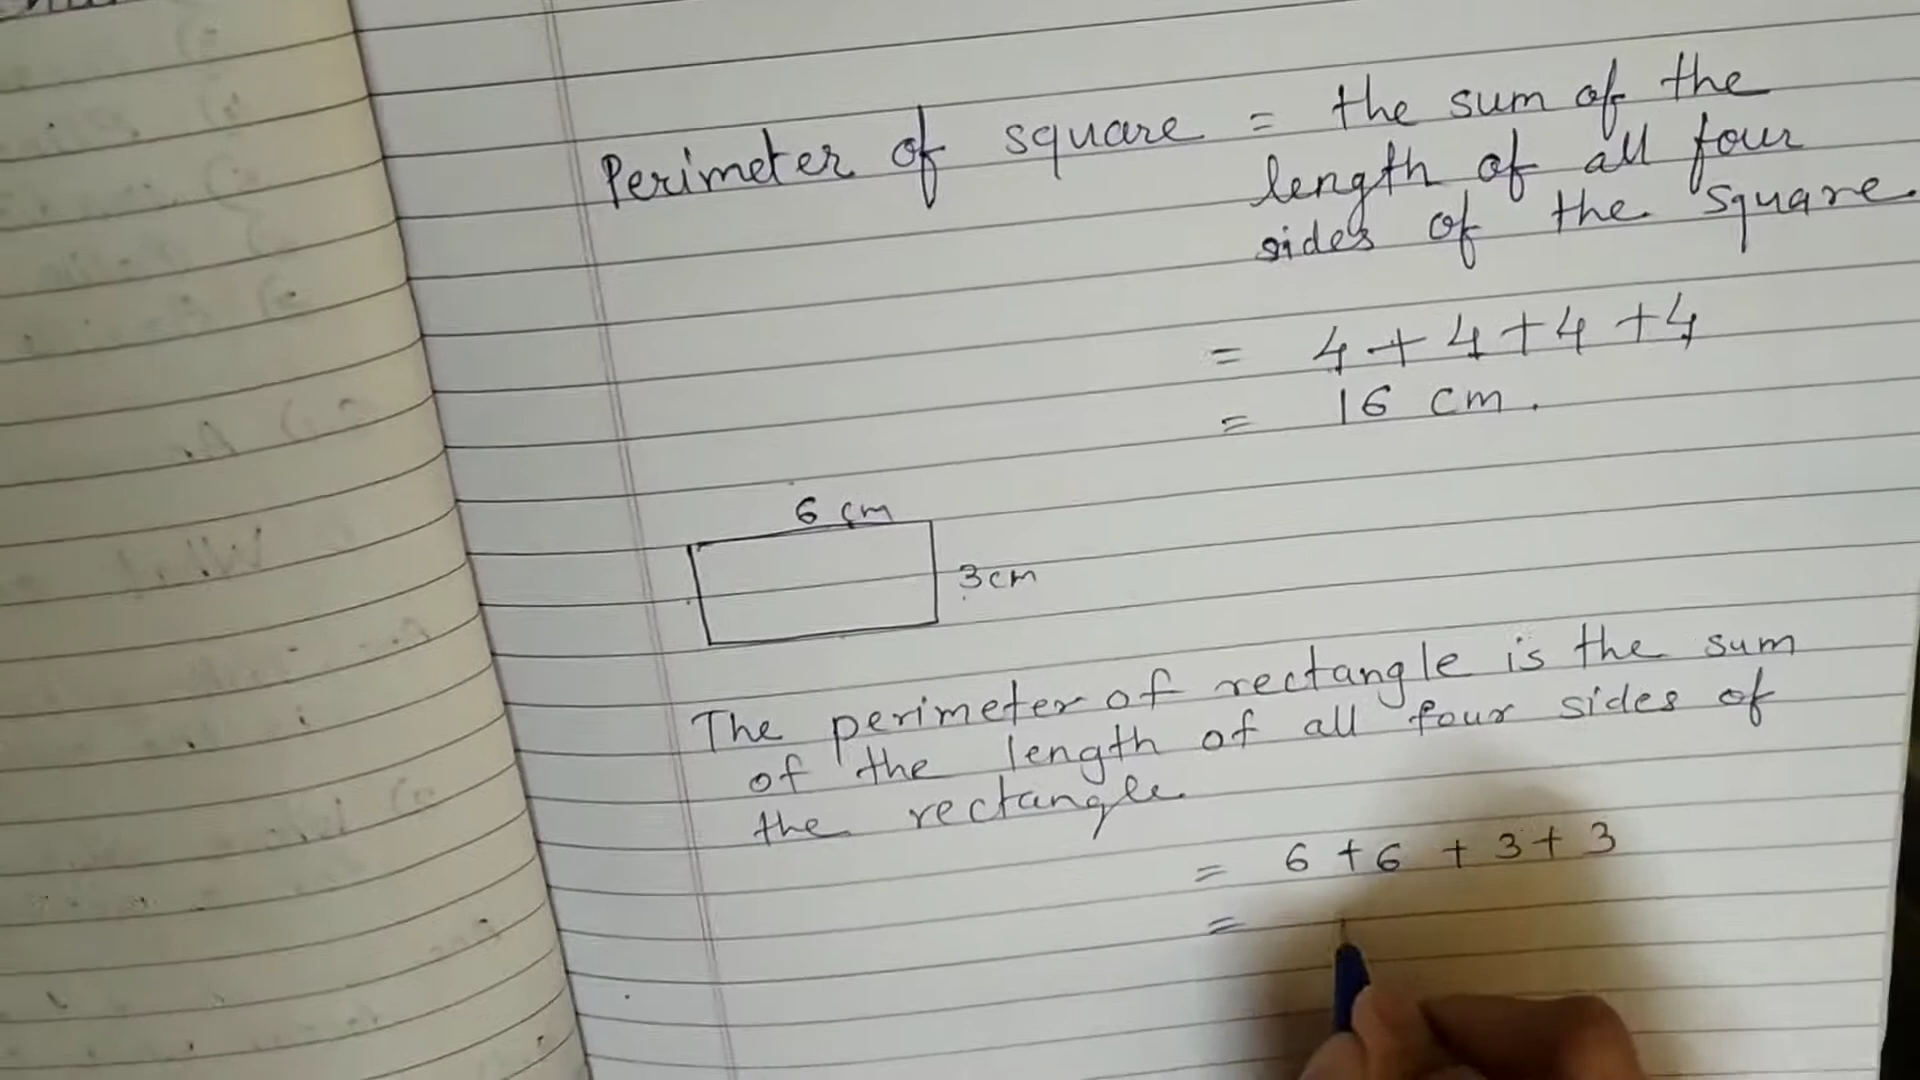 Perimeter of square = the sum of the
length of all four
sides of the square.
= 4 + 4 + 4 + 4
= 16 cm.
6 cm
3cm
The perimeter of rectangle is the sum
of the length of all four sides of
the rectangle
= 6 + 6 + 3 + 3
=